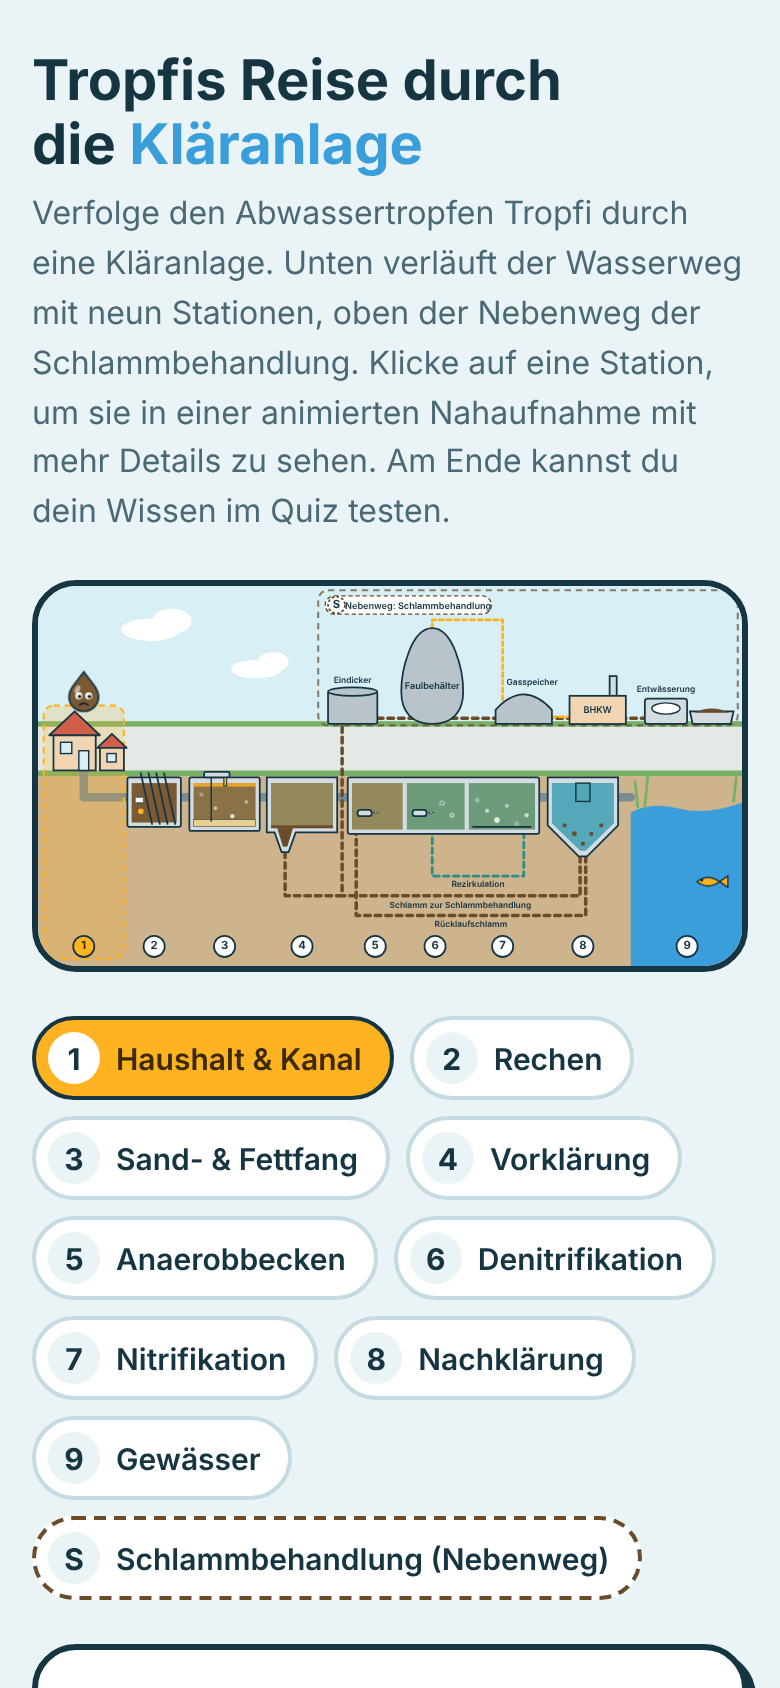 Tropfis Reise durch
die Kläranlage
Verfolge den Abwassertropfen Tropfi durch
eine Kläranlage. Unten verläuft der Wasserweg
mit neun Stationen, oben der Nebenweg der
Schlammbehandlung. Klicke auf eine Station,
um sie in einer animierten Nahaufnahme mit
mehr Details zu sehen. Am Ende kannst du
dein Wissen im Quiz testen.
S Nebenweg: Schlammbehandlung
Eindicker
Faulbehälter
Gasspeicher
BHKW
Entwässerung
Rezirkulation
Schlamm zur Schlammbehandlung
Rücklaufschlamm
1 2 3 4 5 6 7 8 9
1 Haushalt & Kanal
2 Rechen
3 Sand- & Fettfang
4 Vorklärung
5 Anaerobbecken
6 Denitrifikation
7 Nitrifikation
8 Nachklärung
9 Gewässer
S Schlammbehandlung (Nebenweg)